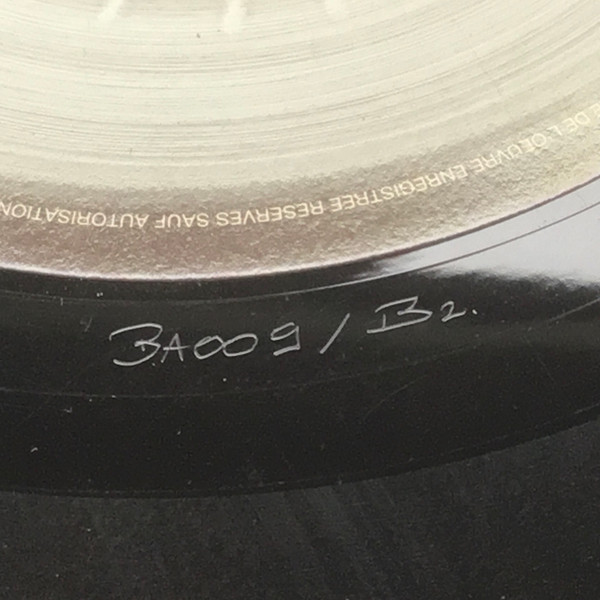 DE L'OEUVRE ENREGISTREE RESERVES SAUF AUTORISATION
BA009 / B2.